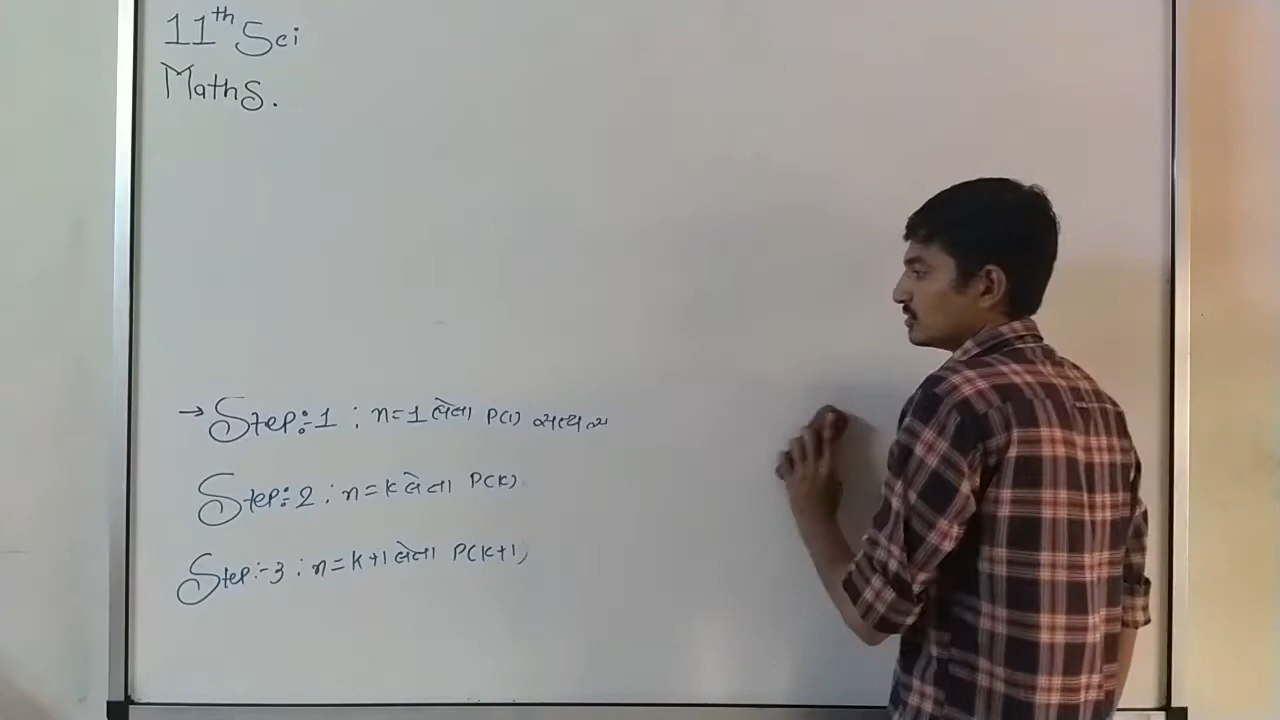 11th Sci
Maths.
→ Step:-1 : n=1 લેતા P(1) સત્ય છે
Step:-2 : n=k લેતા P(k)
Step:-3 : n=k+1 લેતા P(k+1)